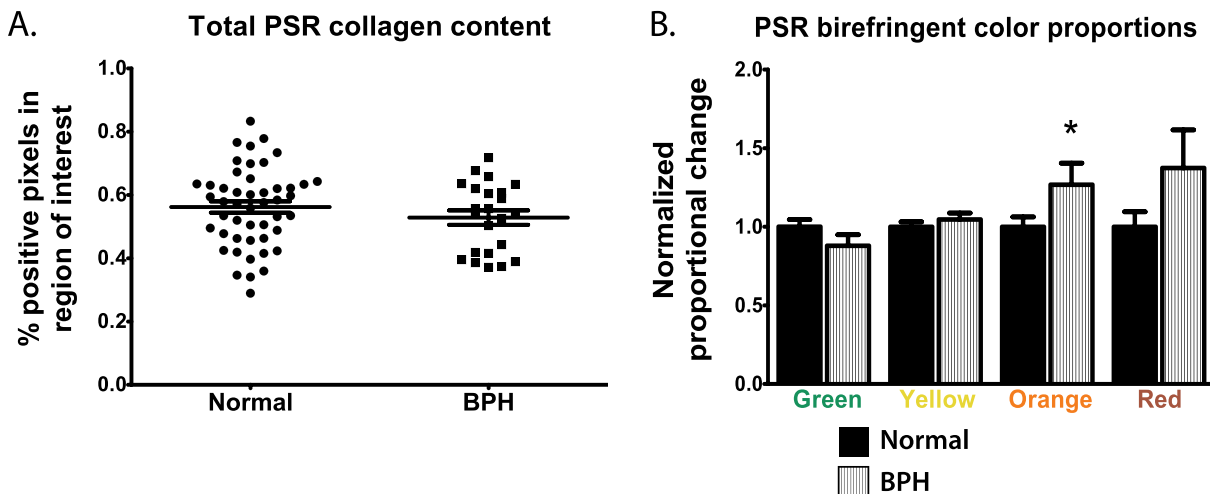 A.
Total PSR collagen content
% positive pixels in
region of interest
1.0
0.8
0.6
0.4
0.2
0.0
Normal
BPH
B.
PSR birefringent color proportions
Normalized
proportional change
2.0
1.5
1.0
0.5
0.0
*
Green
Yellow
Orange
Red
Normal
BPH